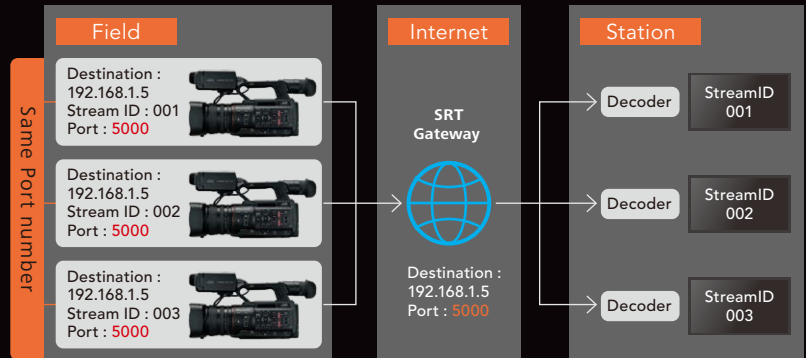 Field
Internet
Station
Same Port number
Destination :
192.168.1.5
Stream ID : 001
Port : 5000
Destination :
192.168.1.5
Stream ID : 002
Port : 5000
Destination :
192.168.1.5
Stream ID : 003
Port : 5000
SRT
Gateway
Destination :
192.168.1.5
Port : 5000
Decoder
StreamID
001
Decoder
StreamID
002
Decoder
StreamID
003